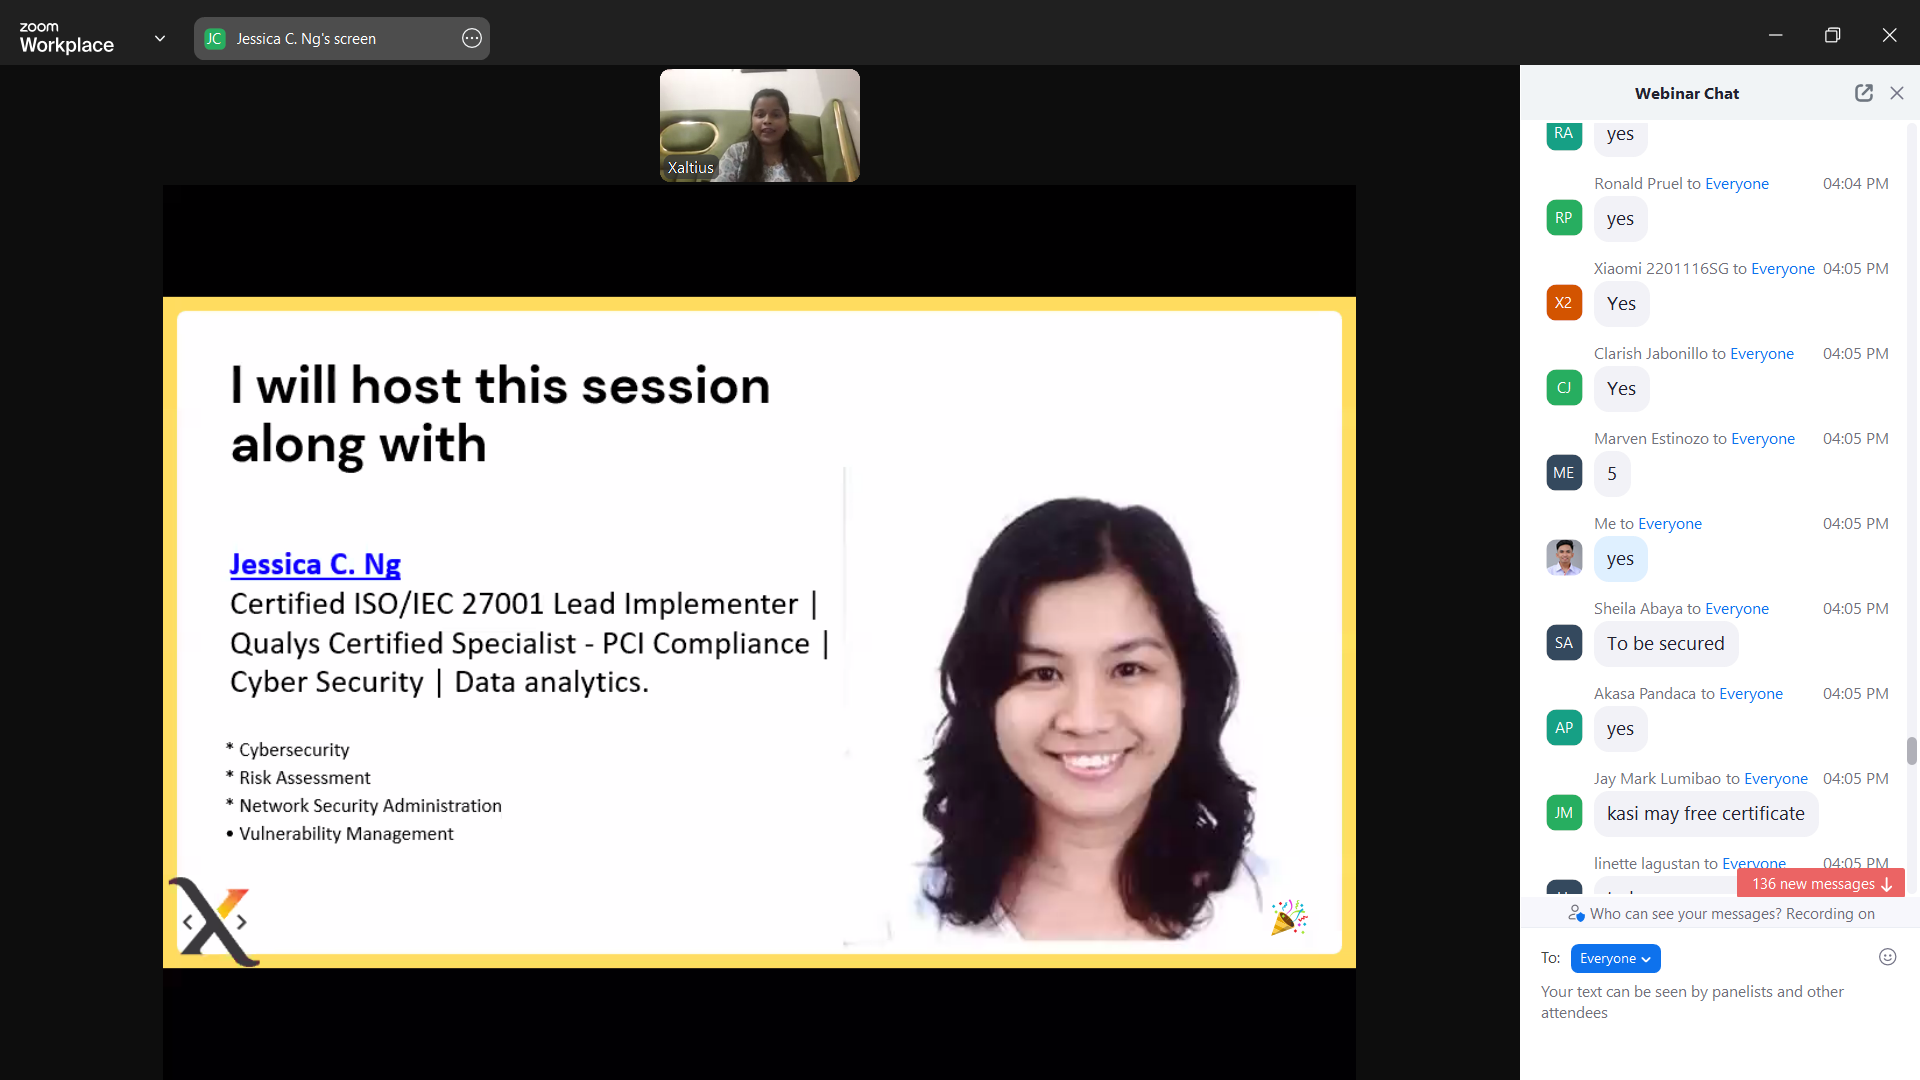 zoom
Workplace
JC Jessica C. Ng's screen
Xaltius
I will host this session
along with
Jessica C. Ng
Certified ISO/IEC 27001 Lead Implementer |
Qualys Certified Specialist - PCI Compliance |
Cyber Security | Data analytics.
* Cybersecurity
* Risk Assessment
* Network Security Administration
• Vulnerability Management
Webinar Chat
RA yes
Ronald Pruel to Everyone 04:04 PM
RP yes
Xiaomi 2201116SG to Everyone 04:05 PM
X2 Yes
Clarish Jabonillo to Everyone 04:05 PM
CJ Yes
Marven Estinozo to Everyone 04:05 PM
ME 5
Me to Everyone 04:05 PM
yes
Sheila Abaya to Everyone 04:05 PM
SA To be secured
Akasa Pandaca to Everyone 04:05 PM
AP yes
Jay Mark Lumibao to Everyone 04:05 PM
JM kasi may free certificate
linette lagustan to Everyone 04:05 PM
136 new messages
Who can see your messages? Recording on
To: Everyone
Your text can be seen by panelists and other
attendees